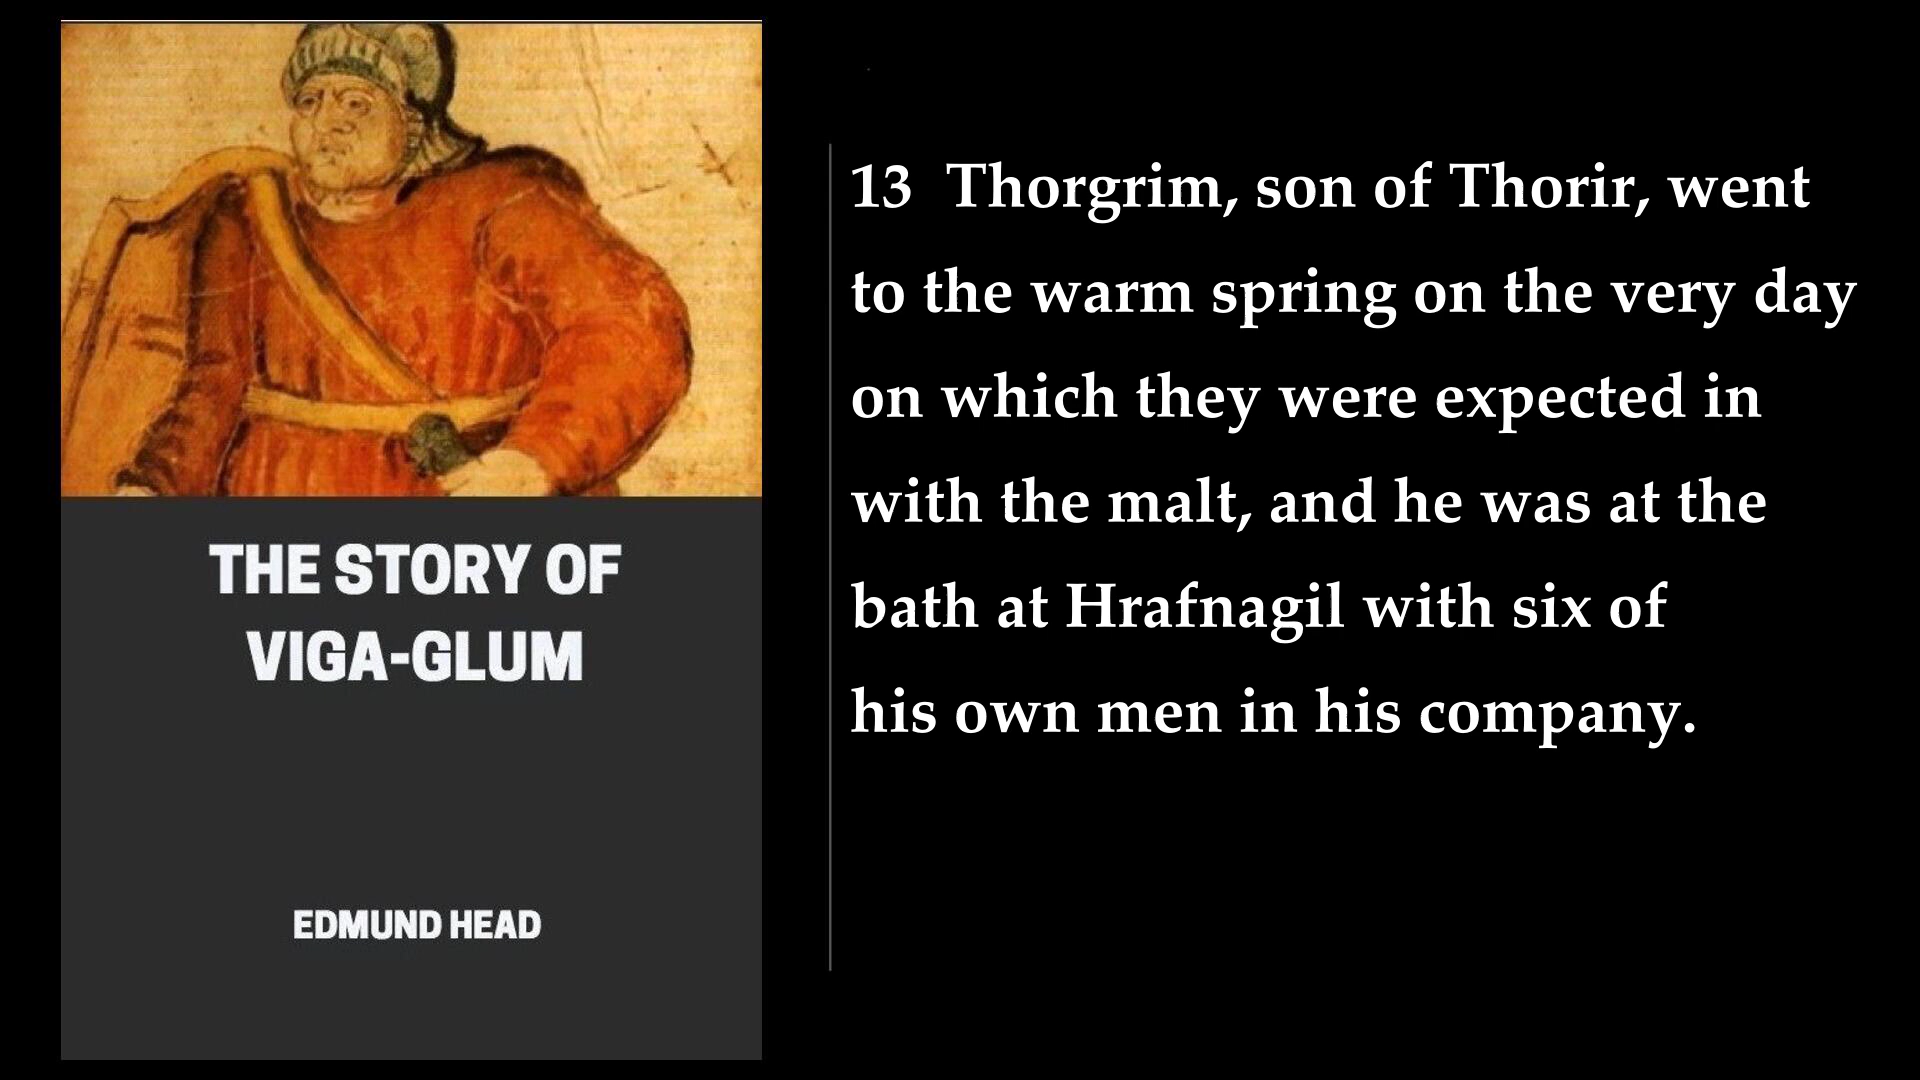 THE STORY OF
VIGA-GLUM
EDMUND HEAD
13 Thorgrim, son of Thorir, went
to the warm spring on the very day
on which they were expected in
with the malt, and he was at the
bath at Hrafnagil with six of
his own men in his company.